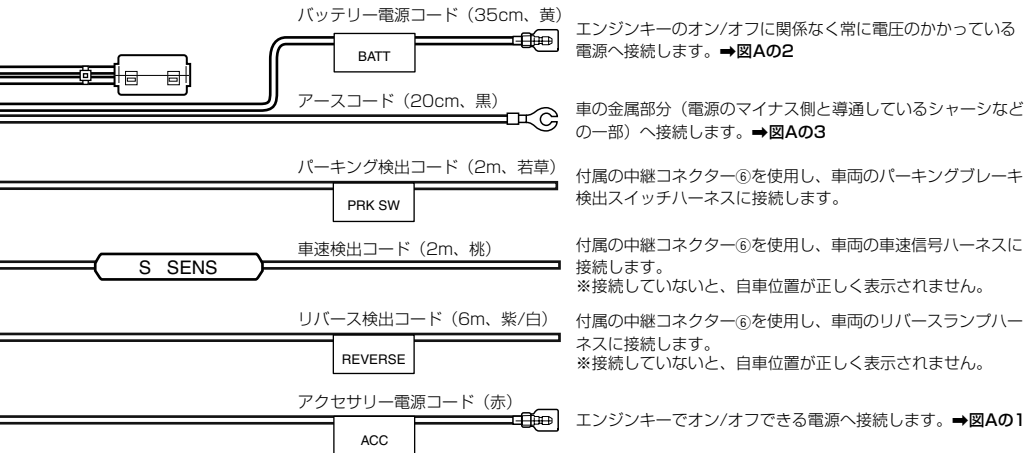 バッテリー電源コード（35cm、黄）
BATT
エンジンキーのオン/オフに関係なく常に電圧のかかっている
電源へ接続します。➡図Aの2
アースコード（20cm、黒）
車の金属部分（電源のマイナス側と導通しているシャーシなど
の一部）へ接続します。➡図Aの3
パーキング検出コード（2m、若草）
PRK SW
付属の中継コネクター⑥を使用し、車両のパーキングブレーキ
検出スイッチハーネスに接続します。
車速検出コード（2m、桃）
S SENS
付属の中継コネクター⑥を使用し、車両の車速信号ハーネスに
接続します。
※接続していないと、自車位置が正しく表示されません。
リバース検出コード（6m、紫/白）
REVERSE
付属の中継コネクター⑥を使用し、車両のリバースランプハー
ネスに接続します。
※接続していないと、自車位置が正しく表示されません。
アクセサリー電源コード（赤）
ACC
エンジンキーでオン/オフできる電源へ接続します。➡図Aの1